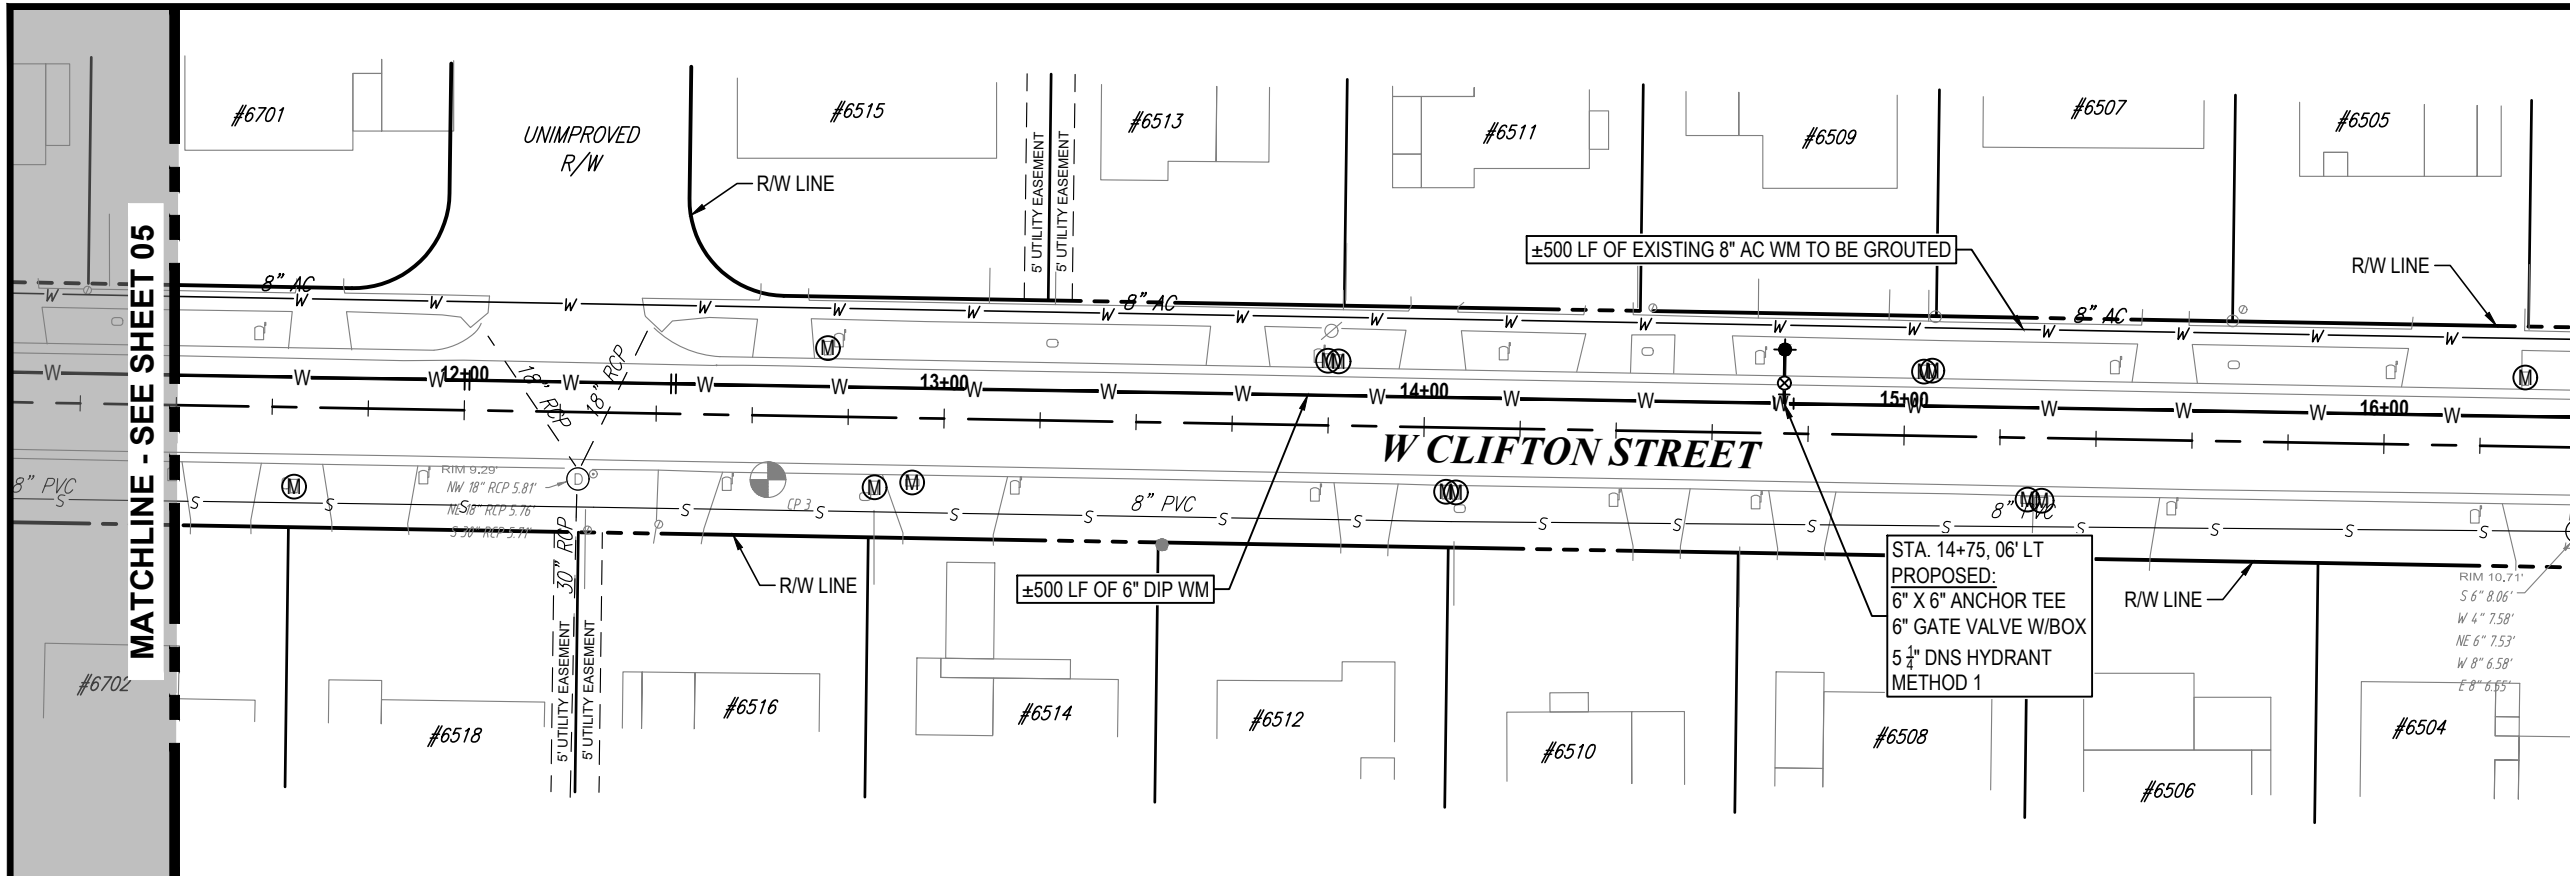 MATCHLINE - SEE SHEET 05
#6701
UNIMPROVED
R/W
#6515
R/W LINE
5' UTILITY EASEMENT
5' UTILITY EASEMENT
#6513
#6511
#6509
#6507
#6505
±500 LF OF EXISTING 8" AC WM TO BE GROUTED
R/W LINE
8" AC
8" AC
8" AC
W W W W W W W W W W W W W W W W W W
12+00
13+00
14+00
15+00
16+00
W W W W W W W W W W W W W W W W W W
18" RCP
18" RCP
W CLIFTON STREET
M
MM
MM
M
8" PVC
M
RIM 9.29'
NW 18" RCP 5.81'
NE 18" RCP 5.76'
S 30" RCP 5.71'
D
CP 3
M
M
8" PVC
MM
MM
8" PVC
S S S S S S S S S S S S S S S S S S
30" RCP
R/W LINE
±500 LF OF 6" DIP WM
STA. 14+75, 06' LT
PROPOSED:
6" X 6" ANCHOR TEE
6" GATE VALVE W/BOX
5 1/4" DNS HYDRANT
METHOD 1
R/W LINE
RIM 10.71'
S 6" 8.06'
W 4" 7.58'
NE 6" 7.53'
W 8" 6.58'
E 8" 6.55'
#6702
#6518
5' UTILITY EASEMENT
5' UTILITY EASEMENT
#6516
#6514
#6512
#6510
#6508
#6506
#6504